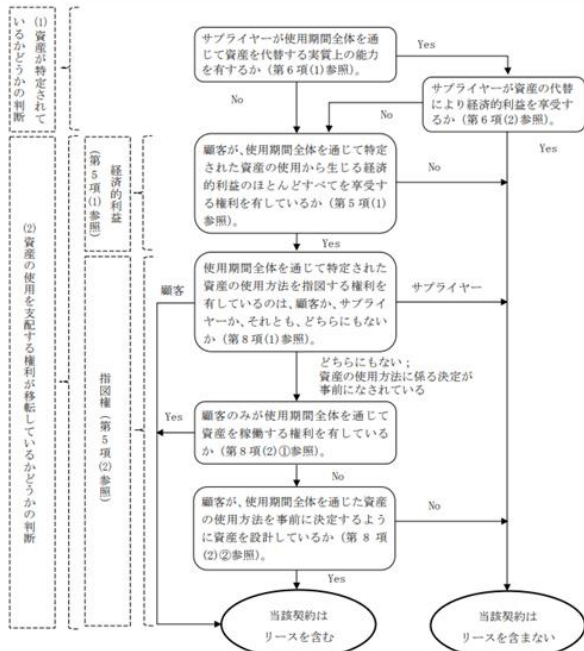 (1) 資産が特定されて
いるかどうかの判断
サプライヤーが使用期間全体を通
じて資産を代替する実質上の能力
を有するか（第６項(1)参照）。
Yes
No
サプライヤーが資産の代替
により経済的利益を享受す
るか（第６項(2)参照）。
No
Yes
(2) 資産の使用を支配する権利が移転しているかどうかの判断
経済的利益
(第５項(1)参照)
顧客が、使用期間全体を通じて特定
された資産の使用から生じる経済
的利益のほとんどすべてを享受す
る権利を有しているか（第５項(1)
参照）。
No
Yes
指図権（第５項(2)参照）
使用期間全体を通じて特定された
資産の使用方法を指図する権利を
有しているのは、顧客か、サプライ
ヤーか、それとも、どちらにもない
か（第８項(1)参照）。
顧客
サプライヤー
どちらにもない；
資産の使用方法に係る決定が
事前になされている
顧客のみが使用期間全体を通じて
資産を稼働する権利を有している
か（第８項(2)①参照）。
Yes
No
顧客が、使用期間全体を通じた資産
の使用方法を事前に決定するよう
に資産を設計しているか（第 ８ 項
(2)②参照）。
No
Yes
当該契約は
リースを含む
当該契約は
リースを含まない